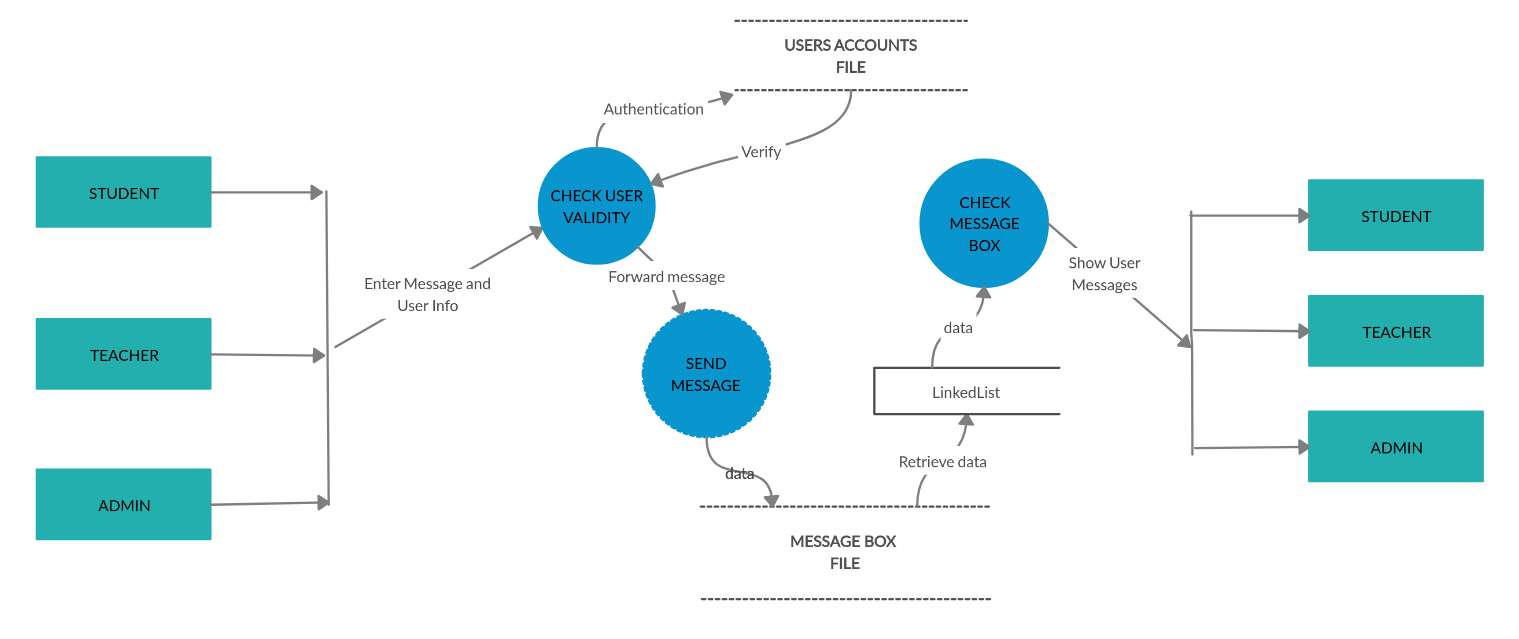 USERS ACCOUNTS
FILE
Authentication
Verify
STUDENT
CHECK USER
VALIDITY
CHECK
MESSAGE
BOX
STUDENT
Enter Message and
User Info
Forward message
Show User
Messages
TEACHER
SEND
MESSAGE
data
LinkedList
TEACHER
ADMIN
data
Retrieve data
ADMIN
MESSAGE BOX
FILE